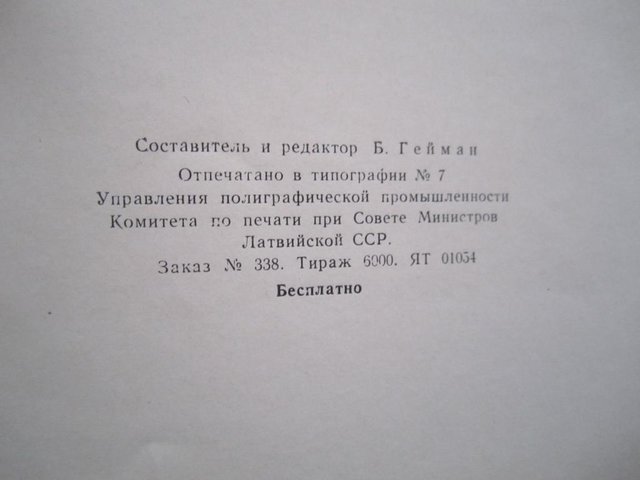 Составитель и редактор Б. Гейман
Отпечатано в типографии № 7
Управления полиграфической промышленности
Комитета по печати при Совете Министров
Латвийской ССР.
Заказ № 338. Тираж 6000. ЯТ 01054
Бесплатно